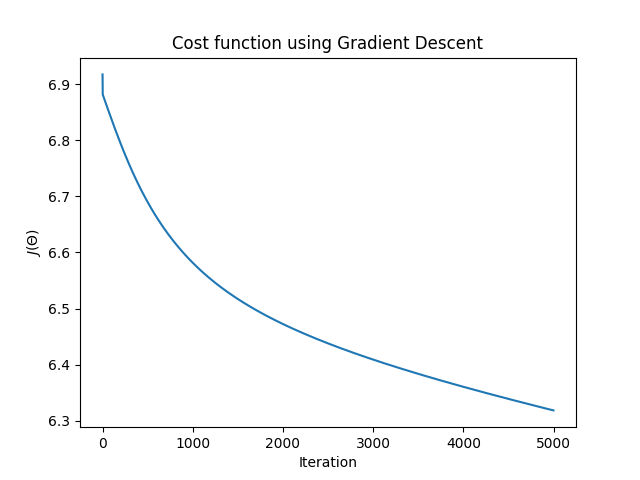 Cost function using Gradient Descent
J(Θ)
6.9
6.8
6.7
6.6
6.5
6.4
6.3
0 1000 2000 3000 4000 5000
Iteration